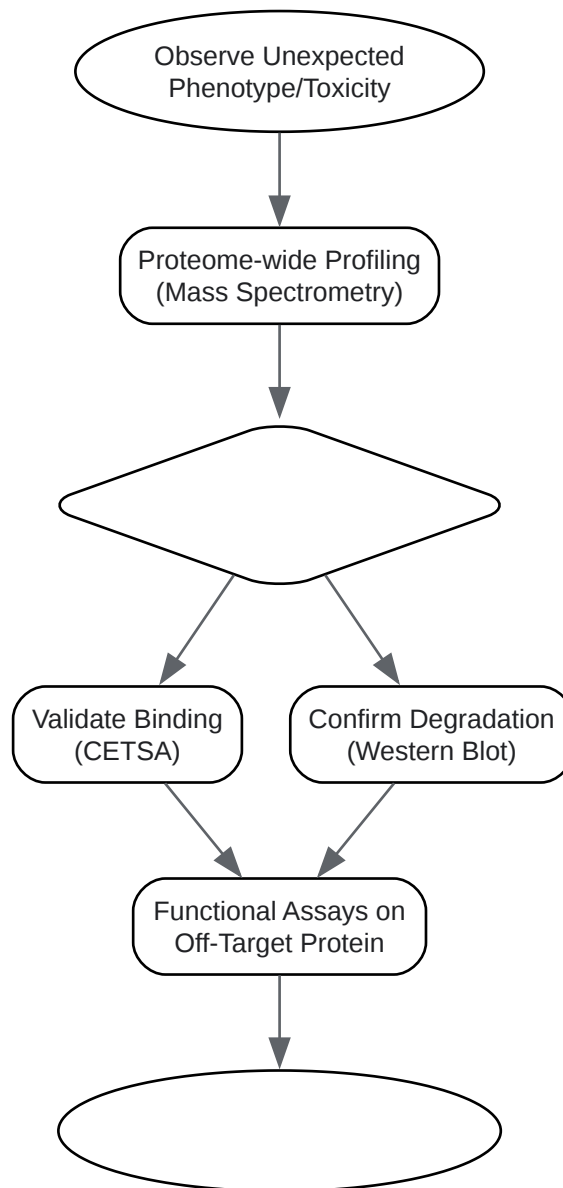 Observe Unexpected
Phenotype/Toxicity
Proteome-wide Profiling
(Mass Spectrometry)
Validate Binding
(CETSA)
Confirm Degradation
(Western Blot)
Functional Assays on
Off-Target Protein